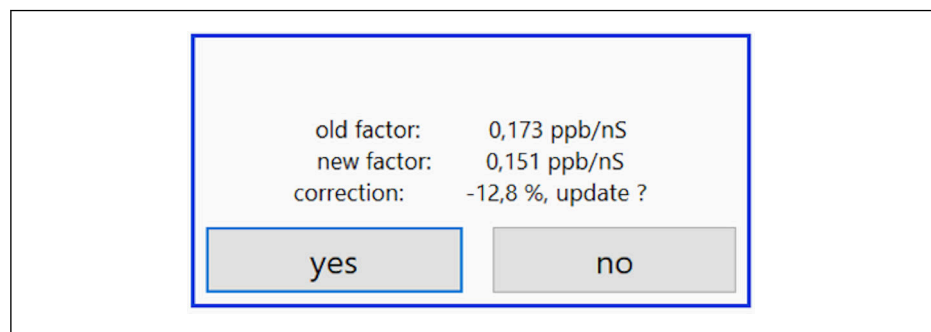 old factor: 0,173 ppb/nS
new factor: 0,151 ppb/nS
correction: -12,8 %, update ?
yes no